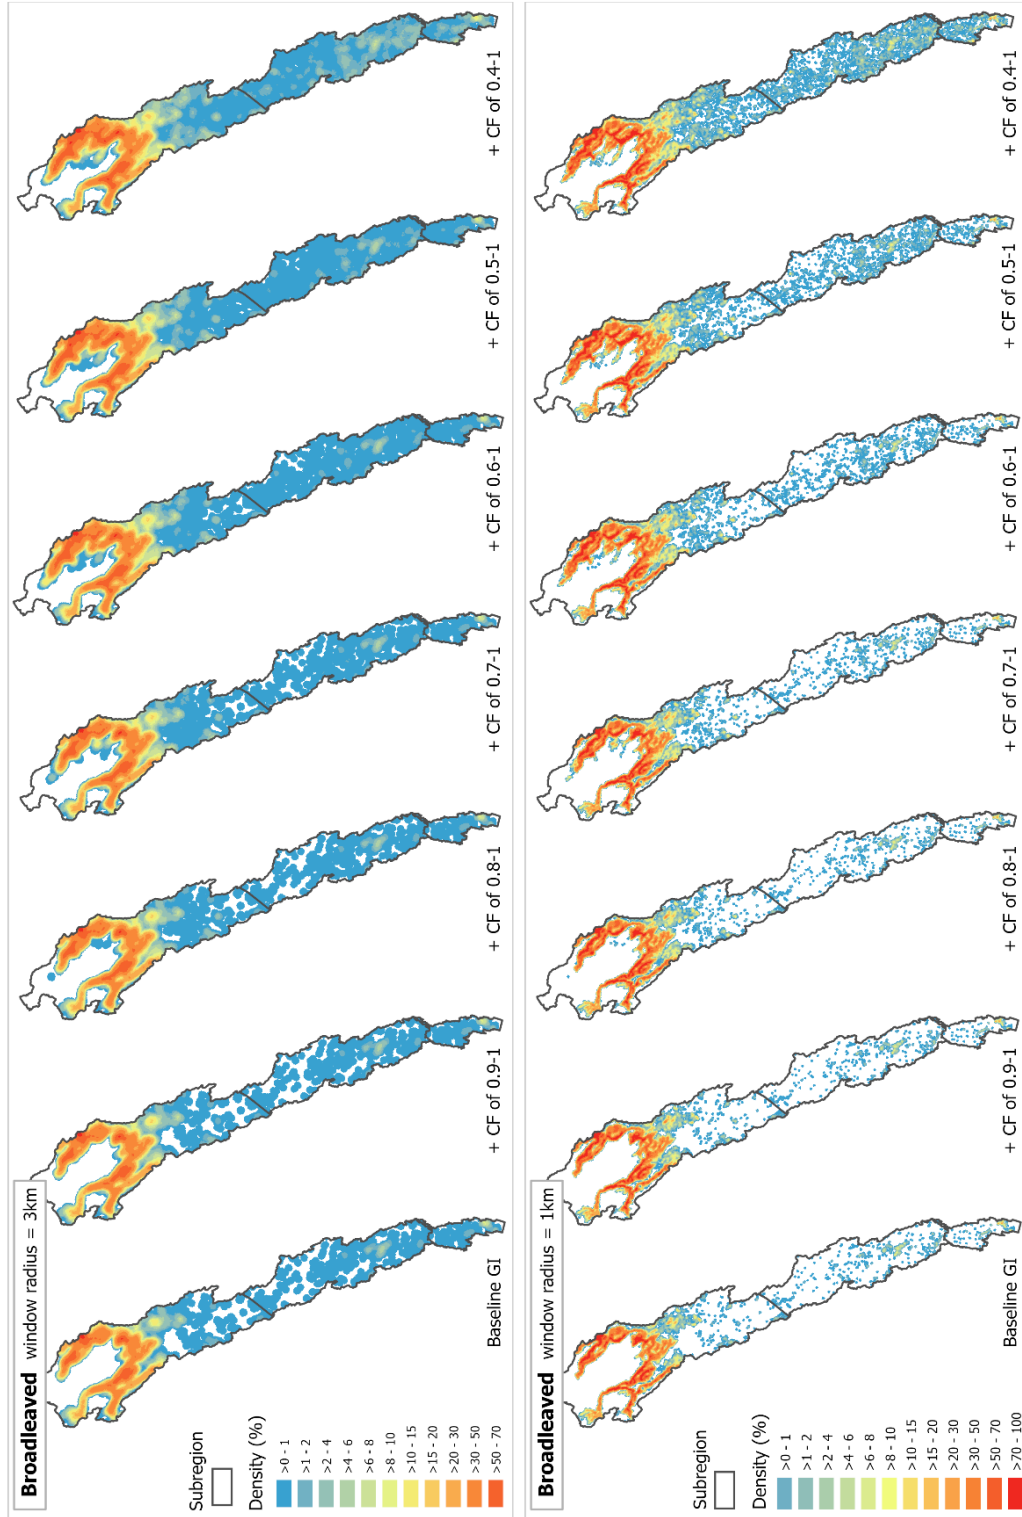 Broadleaved window radius = 3km
Subregion
Density (%)
>0 - 1
>1 - 2
>2 - 4
>4 - 6
>6 - 8
>8 - 10
>10 - 15
>15 - 20
>20 - 30
>30 - 50
>50 - 70
Baseline GI
+ CF of 0.9-1
+ CF of 0.8-1
+ CF of 0.7-1
+ CF of 0.6-1
+ CF of 0.5-1
+ CF of 0.4-1
Broadleaved window radius = 1km
Subregion
Density (%)
>0 - 1
>1 - 2
>2 - 4
>4 - 6
>6 - 8
>8 - 10
>10 - 15
>15 - 20
>20 - 30
>30 - 50
>50 - 70
>70 - 100
Baseline GI
+ CF of 0.9-1
+ CF of 0.8-1
+ CF of 0.7-1
+ CF of 0.6-1
+ CF of 0.5-1
+ CF of 0.4-1